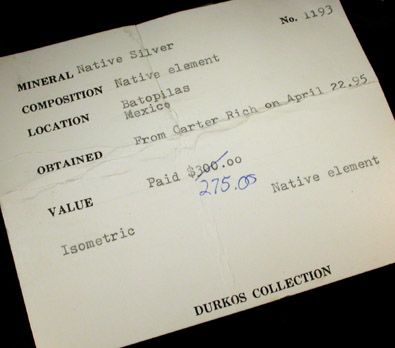 No. 1193
MINERAL Native Silver
COMPOSITION Native element
LOCATION Batopilas
Mexico
OBTAINED From Carter Rich on April 22.95
VALUE Paid $300.00
275.00
Isometric Native element
DURKOS COLLECTION